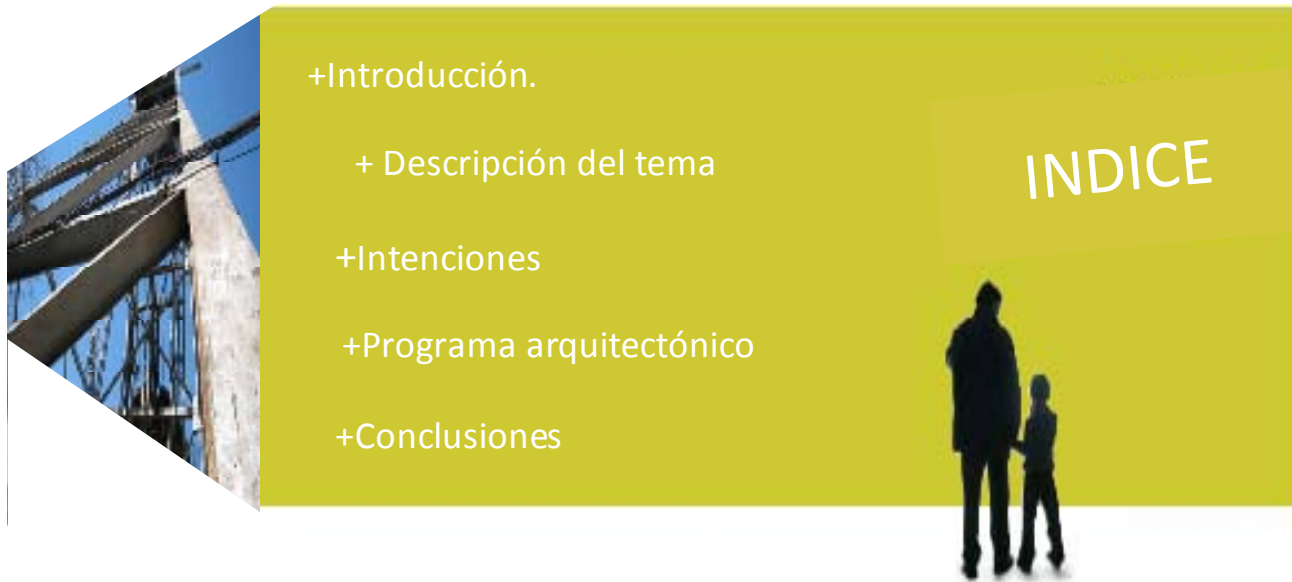 +Introducción.
+ Descripción del tema
+Intenciones
+Programa arquitectónico
+Conclusiones
INDICE